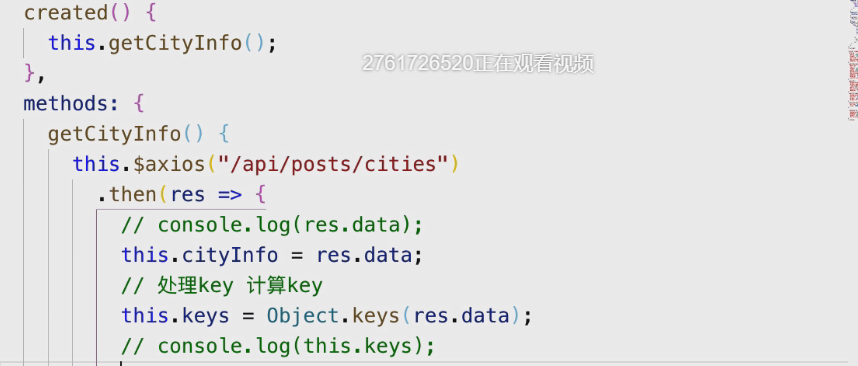 created() {
this.getCityInfo();
2761726520正在观看视频
},
methods: {
getCityInfo() {
this.$axios("/api/posts/cities")
.then(res => {
// console.log(res.data);
this.cityInfo = res.data;
// 处理key 计算key
this.keys = Object.keys(res.data);
// console.log(this.keys);